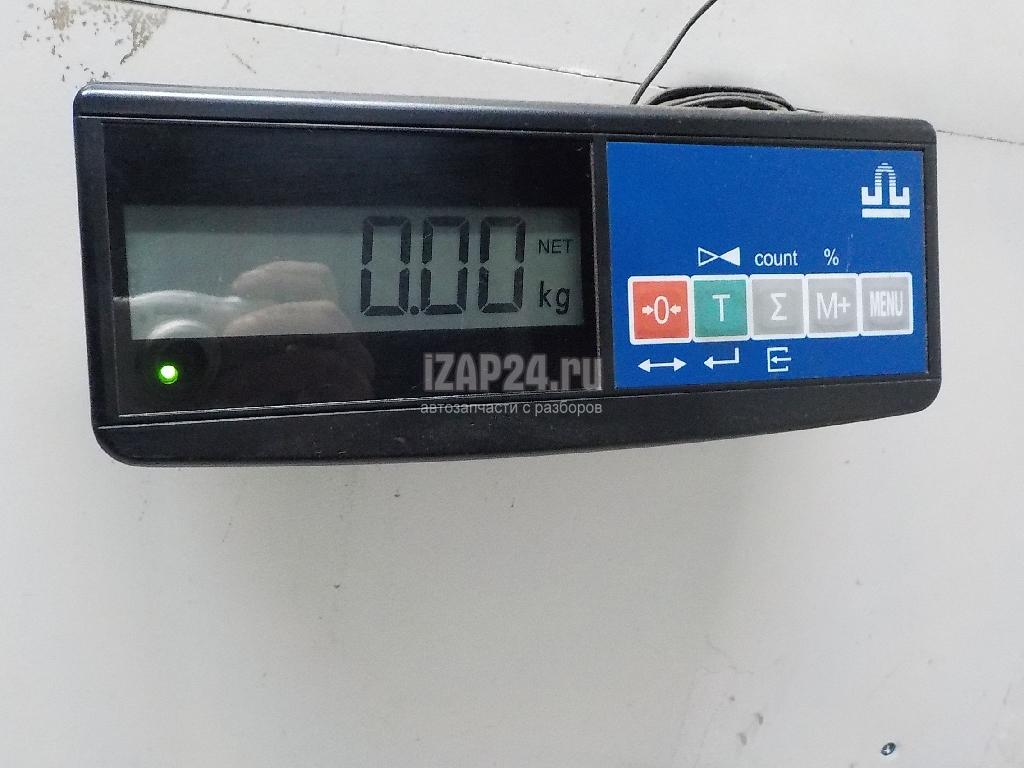 0.00 NET
kg
count %
→0← T Σ M+ MENU
iZAP24.ru
автозапчасти с разборов